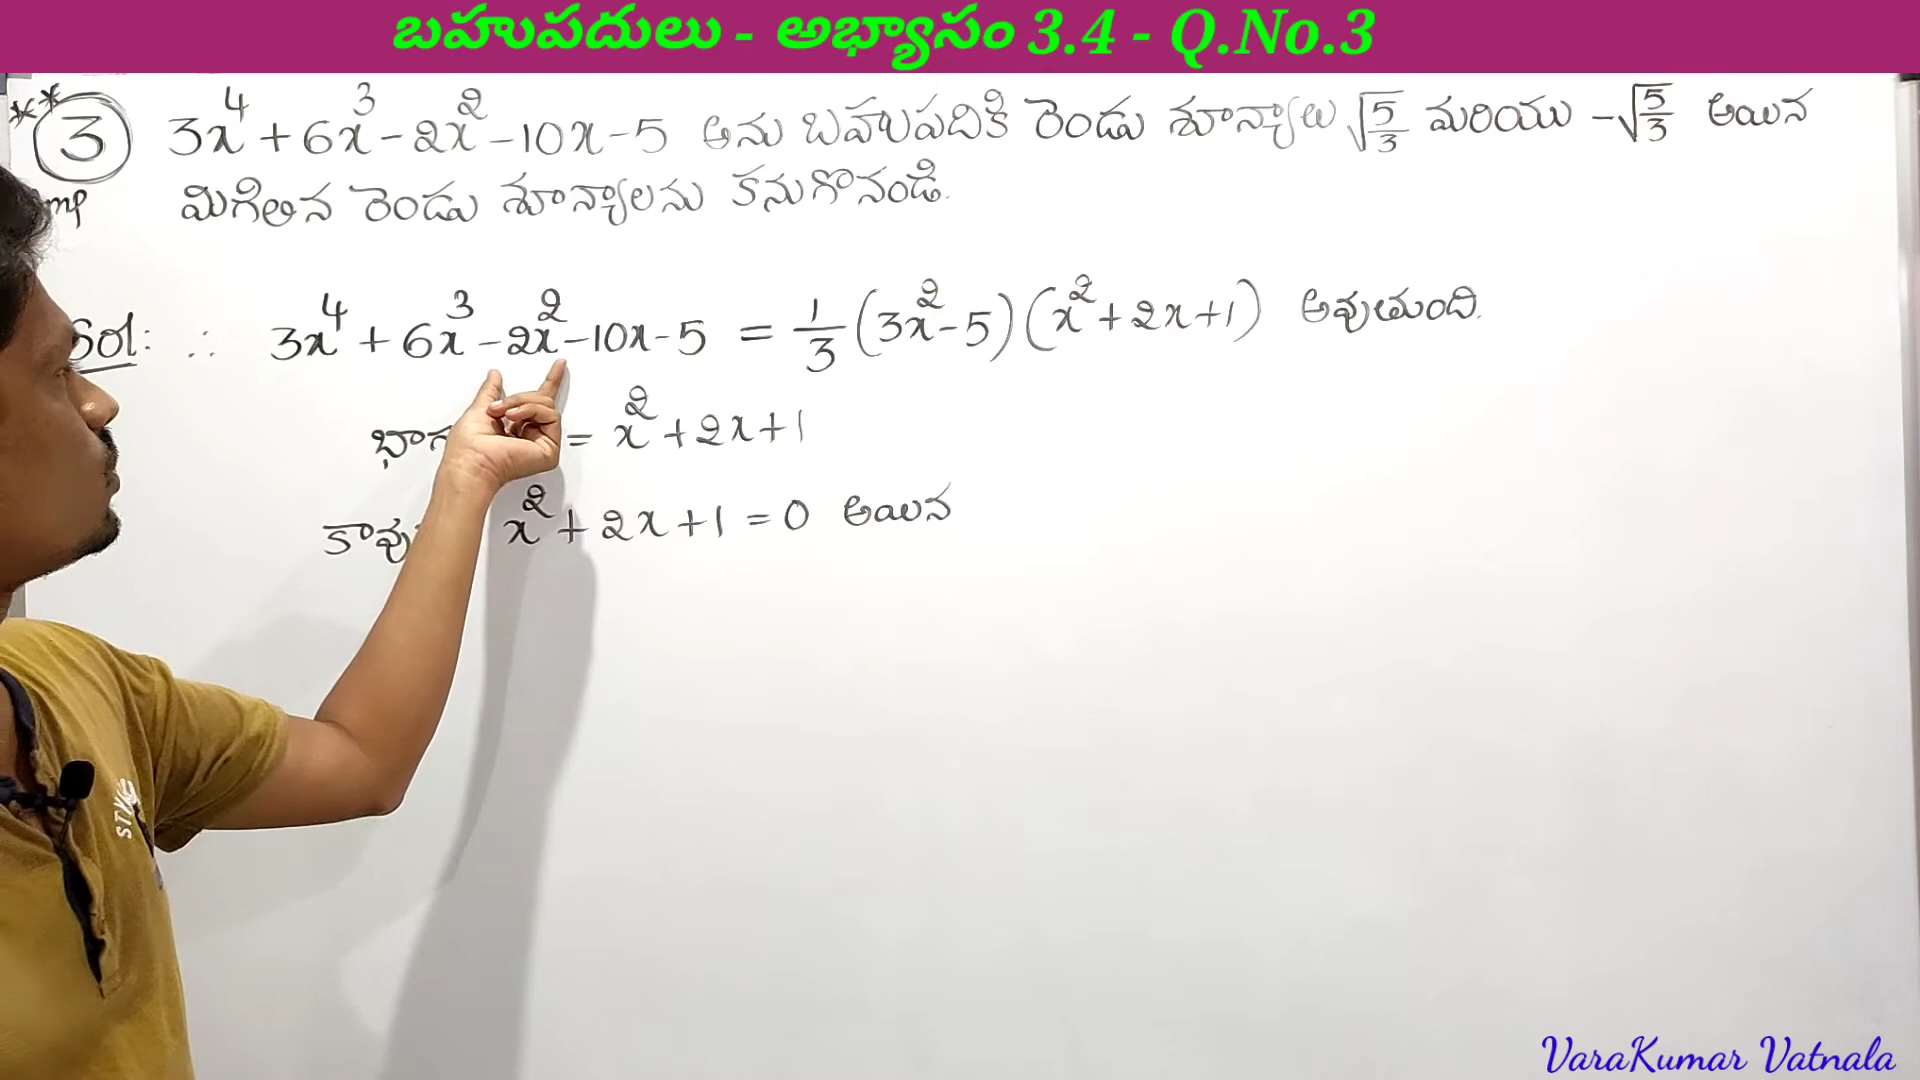 బహుపదులు - అభ్యాసం 3.4 - Q.No.3
** 3 3x⁴ + 6x³ - 2x² - 10x - 5 అను బహుపదికి రెండు శూన్యాలు √5/3 మరియు -√5/3 అయిన
మిగిలిన రెండు శూన్యాలను కనుగొనండి.
Sol: ∴ 3x⁴ + 6x³ - 2x² - 10x - 5 = 1/3 (3x² - 5) (x² + 2x + 1) అవుతుంది.
= x² + 2x + 1
x² + 2x + 1 = 0 అయిన
VaraKumar Vatnala